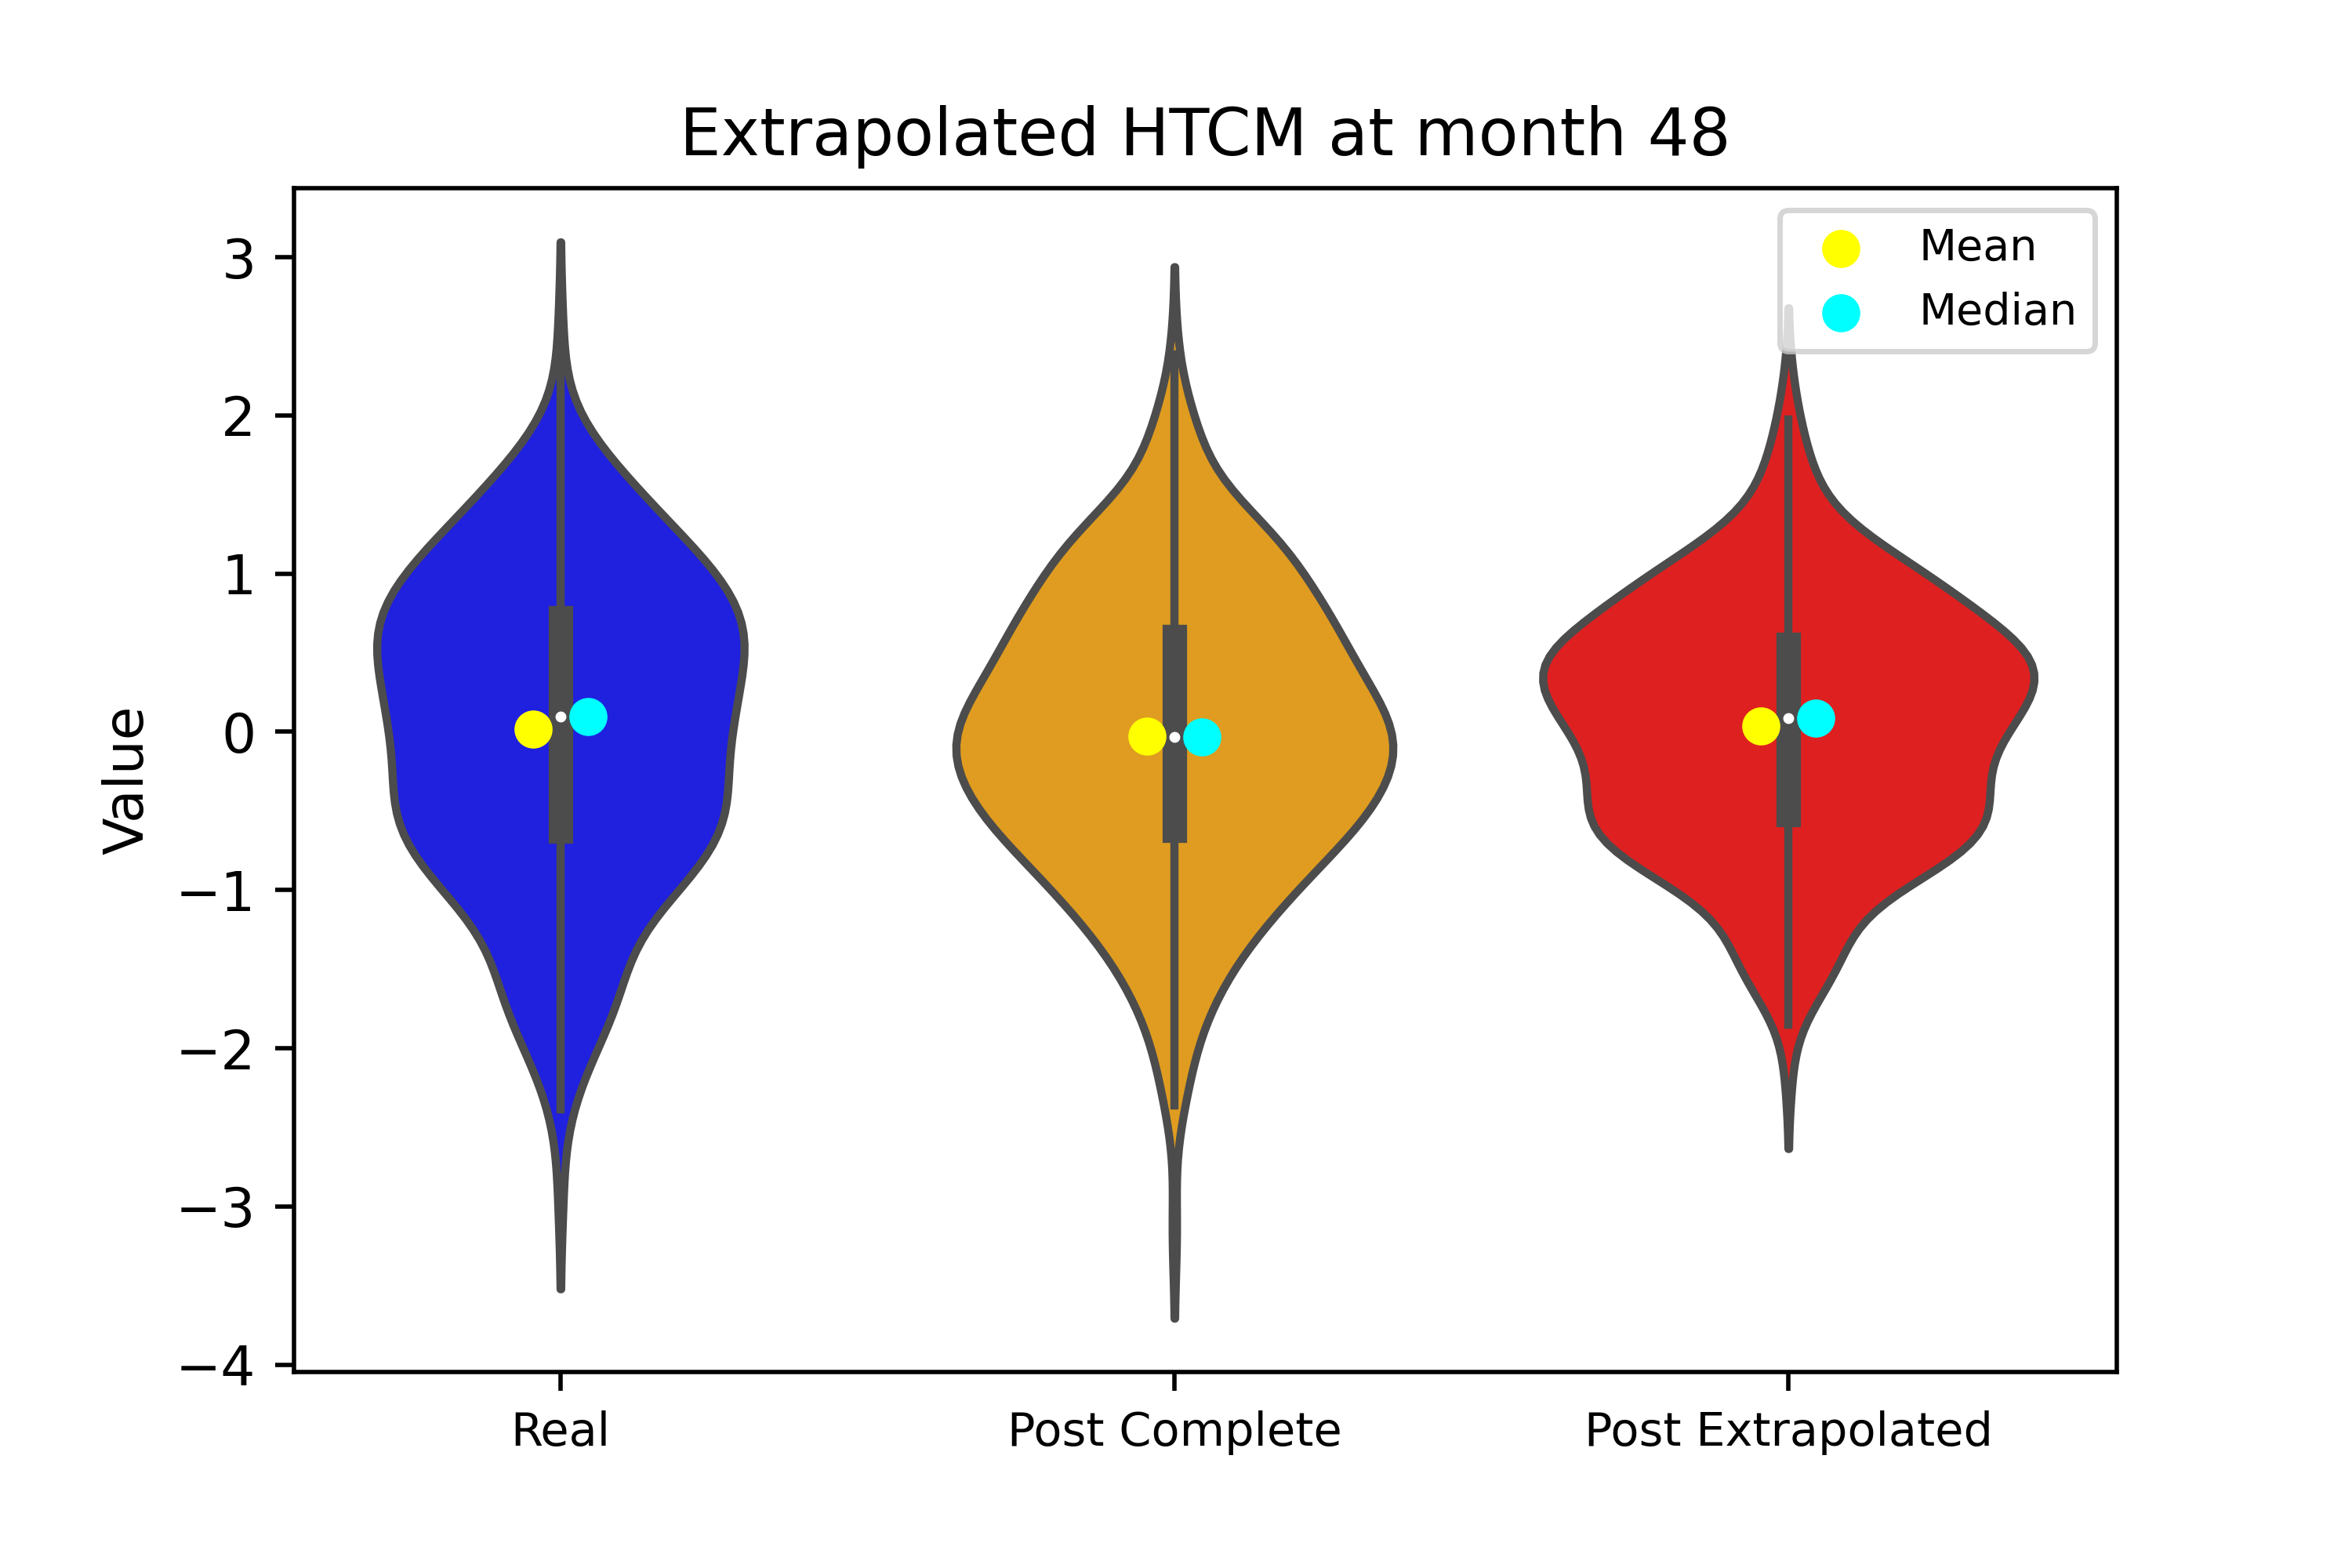 Extrapolated HTCM at month 48
Mean
Median
3
2
1
0
−1
−2
−3
−4
Value
Real
Post Complete
Post Extrapolated